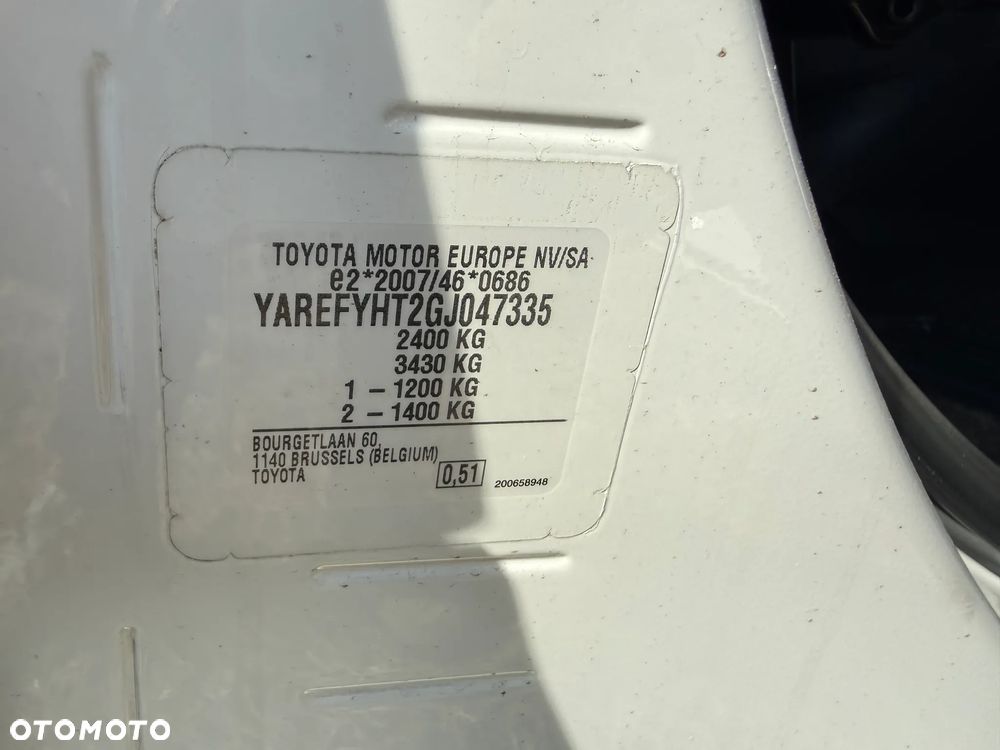 TOYOTA MOTOR EUROPE NV/SA
e2*2007/46*0686
YAREFYHT2GJ047335
2400 KG
3430 KG
1 - 1200 KG
2 - 1400 KG
BOURGETLAAN 60,
1140 BRUSSELS (BELGIUM)
TOYOTA
0,51
200658948
OTOMOTO